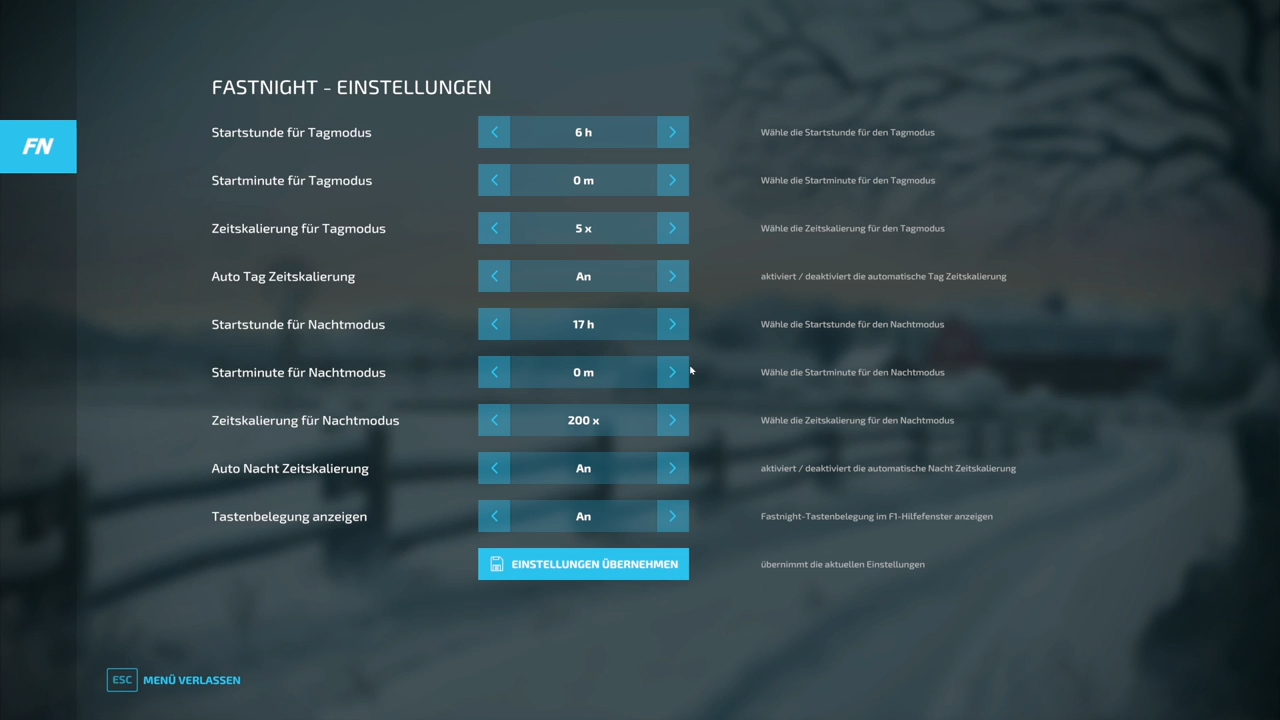 FASTNIGHT - EINSTELLUNGEN
FN
Startstunde für Tagmodus 6 h Wähle die Startstunde für den Tagmodus
Startminute für Tagmodus 0 m Wähle die Startminute für den Tagmodus
Zeitskalierung für Tagmodus 5 x Wähle die Zeitskalierung für den Tagmodus
Auto Tag Zeitskalierung An aktiviert / deaktiviert die automatische Tag Zeitskalierung
Startstunde für Nachtmodus 17 h Wähle die Startstunde für den Nachtmodus
Startminute für Nachtmodus 0 m Wähle die Startminute für den Nachtmodus
Zeitskalierung für Nachtmodus 200 x Wähle die Zeitskalierung für den Nachtmodus
Auto Nacht Zeitskalierung An aktiviert / deaktiviert die automatische Nacht Zeitskalierung
Tastenbelegung anzeigen An Fastnight-Tastenbelegung im F1-Hilfefenster anzeigen
EINSTELLUNGEN ÜBERNEHMEN übernimmt die aktuellen Einstellungen
ESC MENÜ VERLASSEN